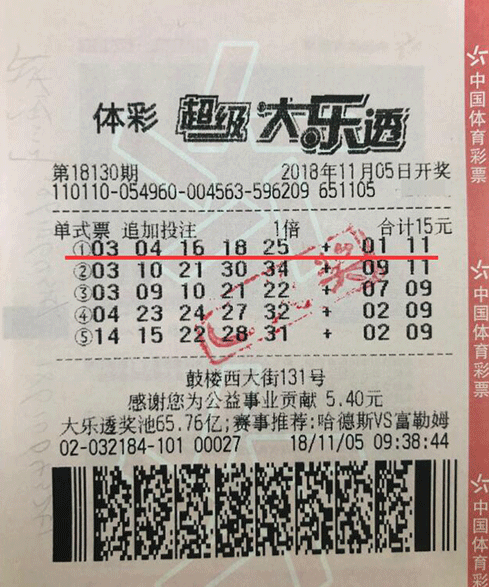 体彩 超级大乐透
第18130期 2018年11月05日开奖
110110-054960-004563-596209 651105
单式票 追加投注 1倍 合计15元
①03 04 16 18 25 + 01 11
②03 10 21 30 34 + 09 11
③03 09 10 21 22 + 07 09
④04 23 24 27 32 + 02 09
⑤14 15 22 28 31 + 02 09
鼓楼西大街131号
感谢您为公益事业贡献 5.40元
大乐透奖池65.76亿;赛事推荐:哈德斯VS富勒姆
02-032184-101 00027 18/11/05 09:38:44
中国体育彩票
中国体育彩票
中国体育彩